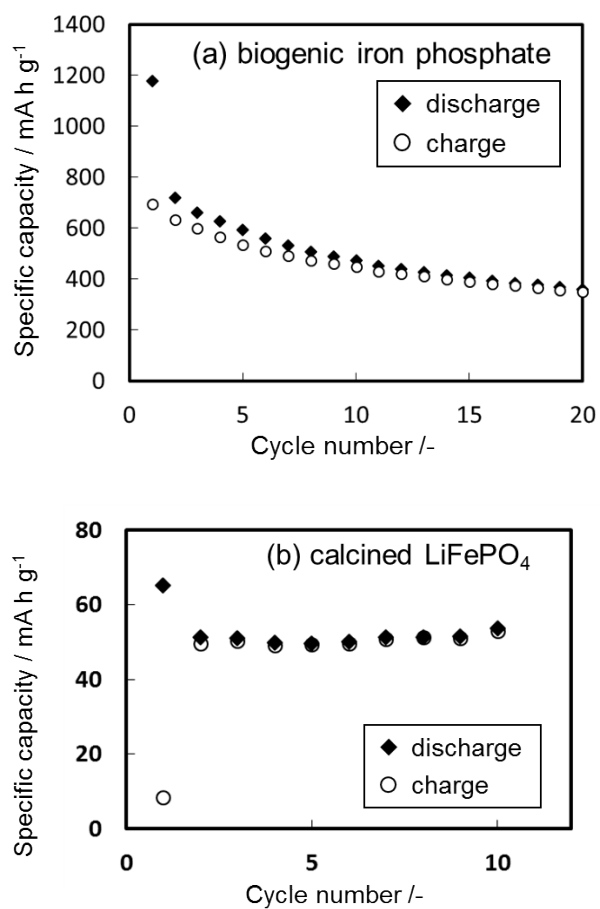 1400
(a) biogenic iron phosphate
1200
discharge
charge
1000
800
600
400
200
0
Specific capacity / mA h g-1
0 5 10 15 20
Cycle number /-
80
(b) calcined LiFePO4
60
40
20
discharge
charge
0
Specific capacity / mA h g-1
0 5 10
Cycle number /-